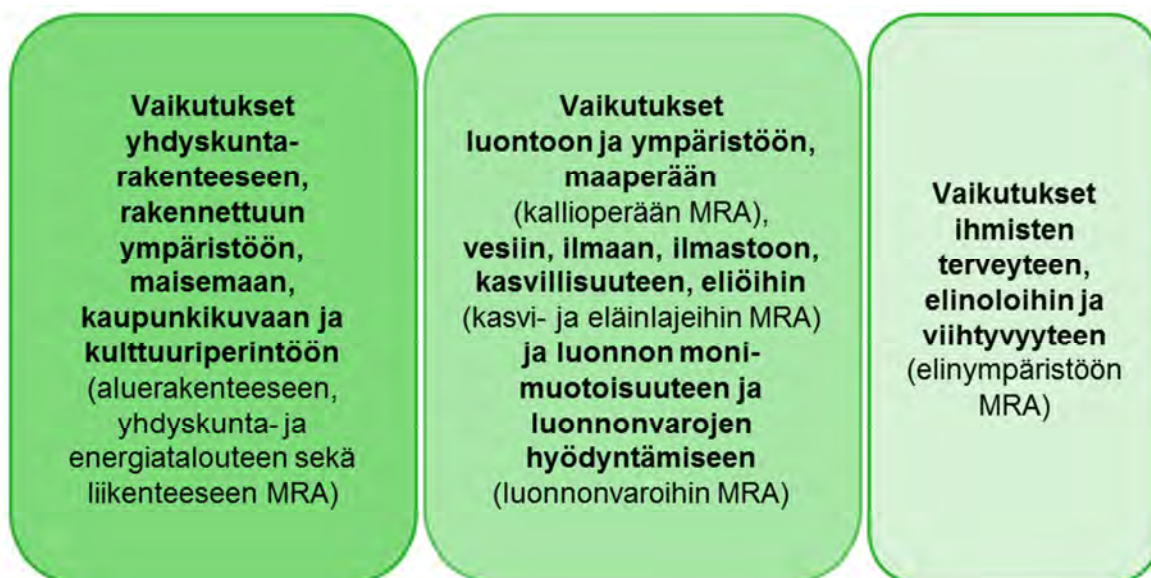 Vaikutukset
yhdyskunta-
rakenteeseen,
rakennettuun
ympäristöön,
maisemaan,
kaupunkikuvaan ja
kulttuuriperintöön
(aluerakenteeseen,
yhdyskunta- ja
energiatalouteen sekä
liikenteeseen MRA)
Vaikutukset
luontoon ja ympäristöön,
maaperään
(kallioperään MRA),
vesiin, ilmaan, ilmastoon,
kasvillisuuteen, eliöihin
(kasvi- ja eläinlajeihin MRA)
ja luonnon moni-
muotoisuuteen ja
luonnonvarojen
hyödyntämiseen
(luonnonvaroihin MRA)
Vaikutukset
ihmisten
terveyteen,
elinoloihin ja
viihtyvyyteen
(elinympäristöön
MRA)